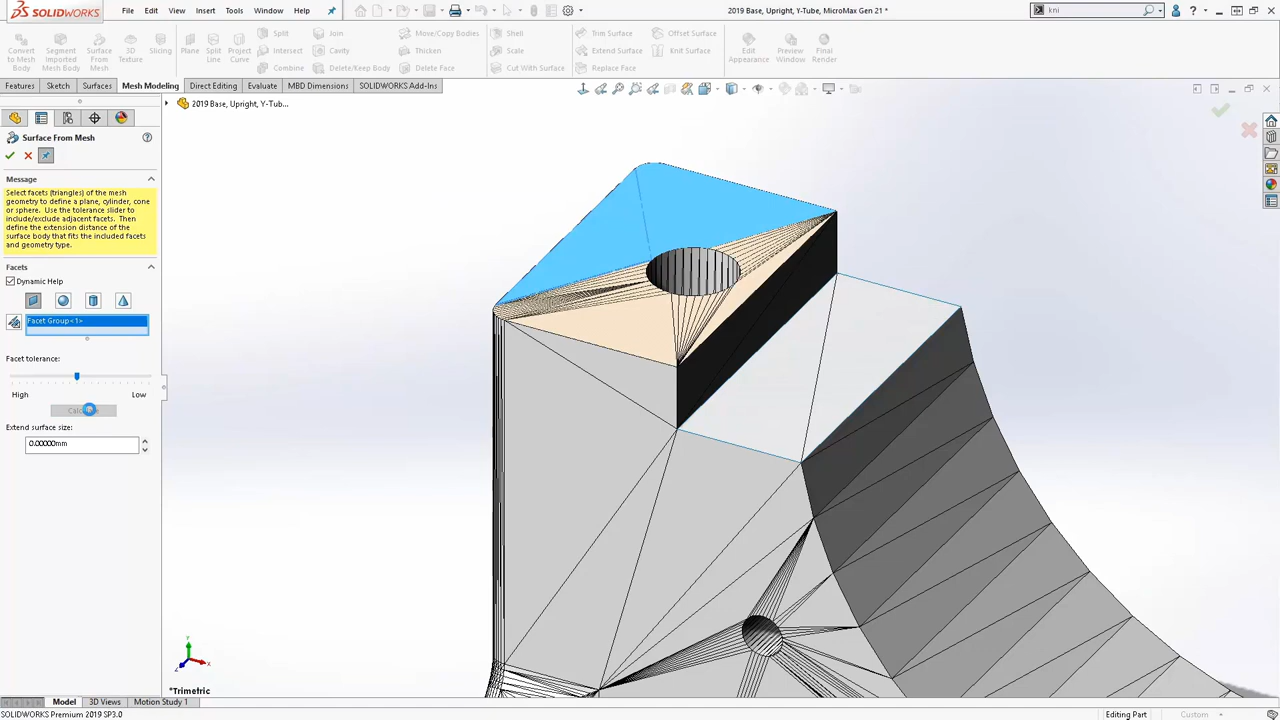 SOLIDWORKS File Edit View Insert Tools Window Help 2019 Base, Upright, Y-Tube, MicroMax Gen 21 * kni
Convert to Mesh Body
Segment Imported Mesh Body
Surface From Mesh
3D Texture
Slicing
Plane
Split Line
Project Curve
Split Join Move/Copy Bodies Shell Trim Surface Offset Surface
Intersect Cavity Thicken Scale Extend Surface Knit Surface
Combine Delete/Keep Body Delete Face Cut With Surface Replace Face
Edit Appearance
Preview Window
Final Render
Features Sketch Surfaces Mesh Modeling Direct Editing Evaluate MBD Dimensions SOLIDWORKS Add-Ins
2019 Base, Upright, Y-Tub...
Surface From Mesh
Message
Select facets (triangles) of the mesh
geometry to define a plane, cylinder, cone
or sphere. Use the tolerance slider to
include/exclude adjacent facets. Then
define the extension distance of the
surface body that fits the included facets
and geometry type.
Facets
Dynamic Help
Facet Group<1>
Facet tolerance:
High Low
Extend surface size:
0.00000mm
Y
X
Z
*Trimetric
Model 3D Views Motion Study 1
SOLIDWORKS Premium 2019 SP3.0 Editing Part Custom